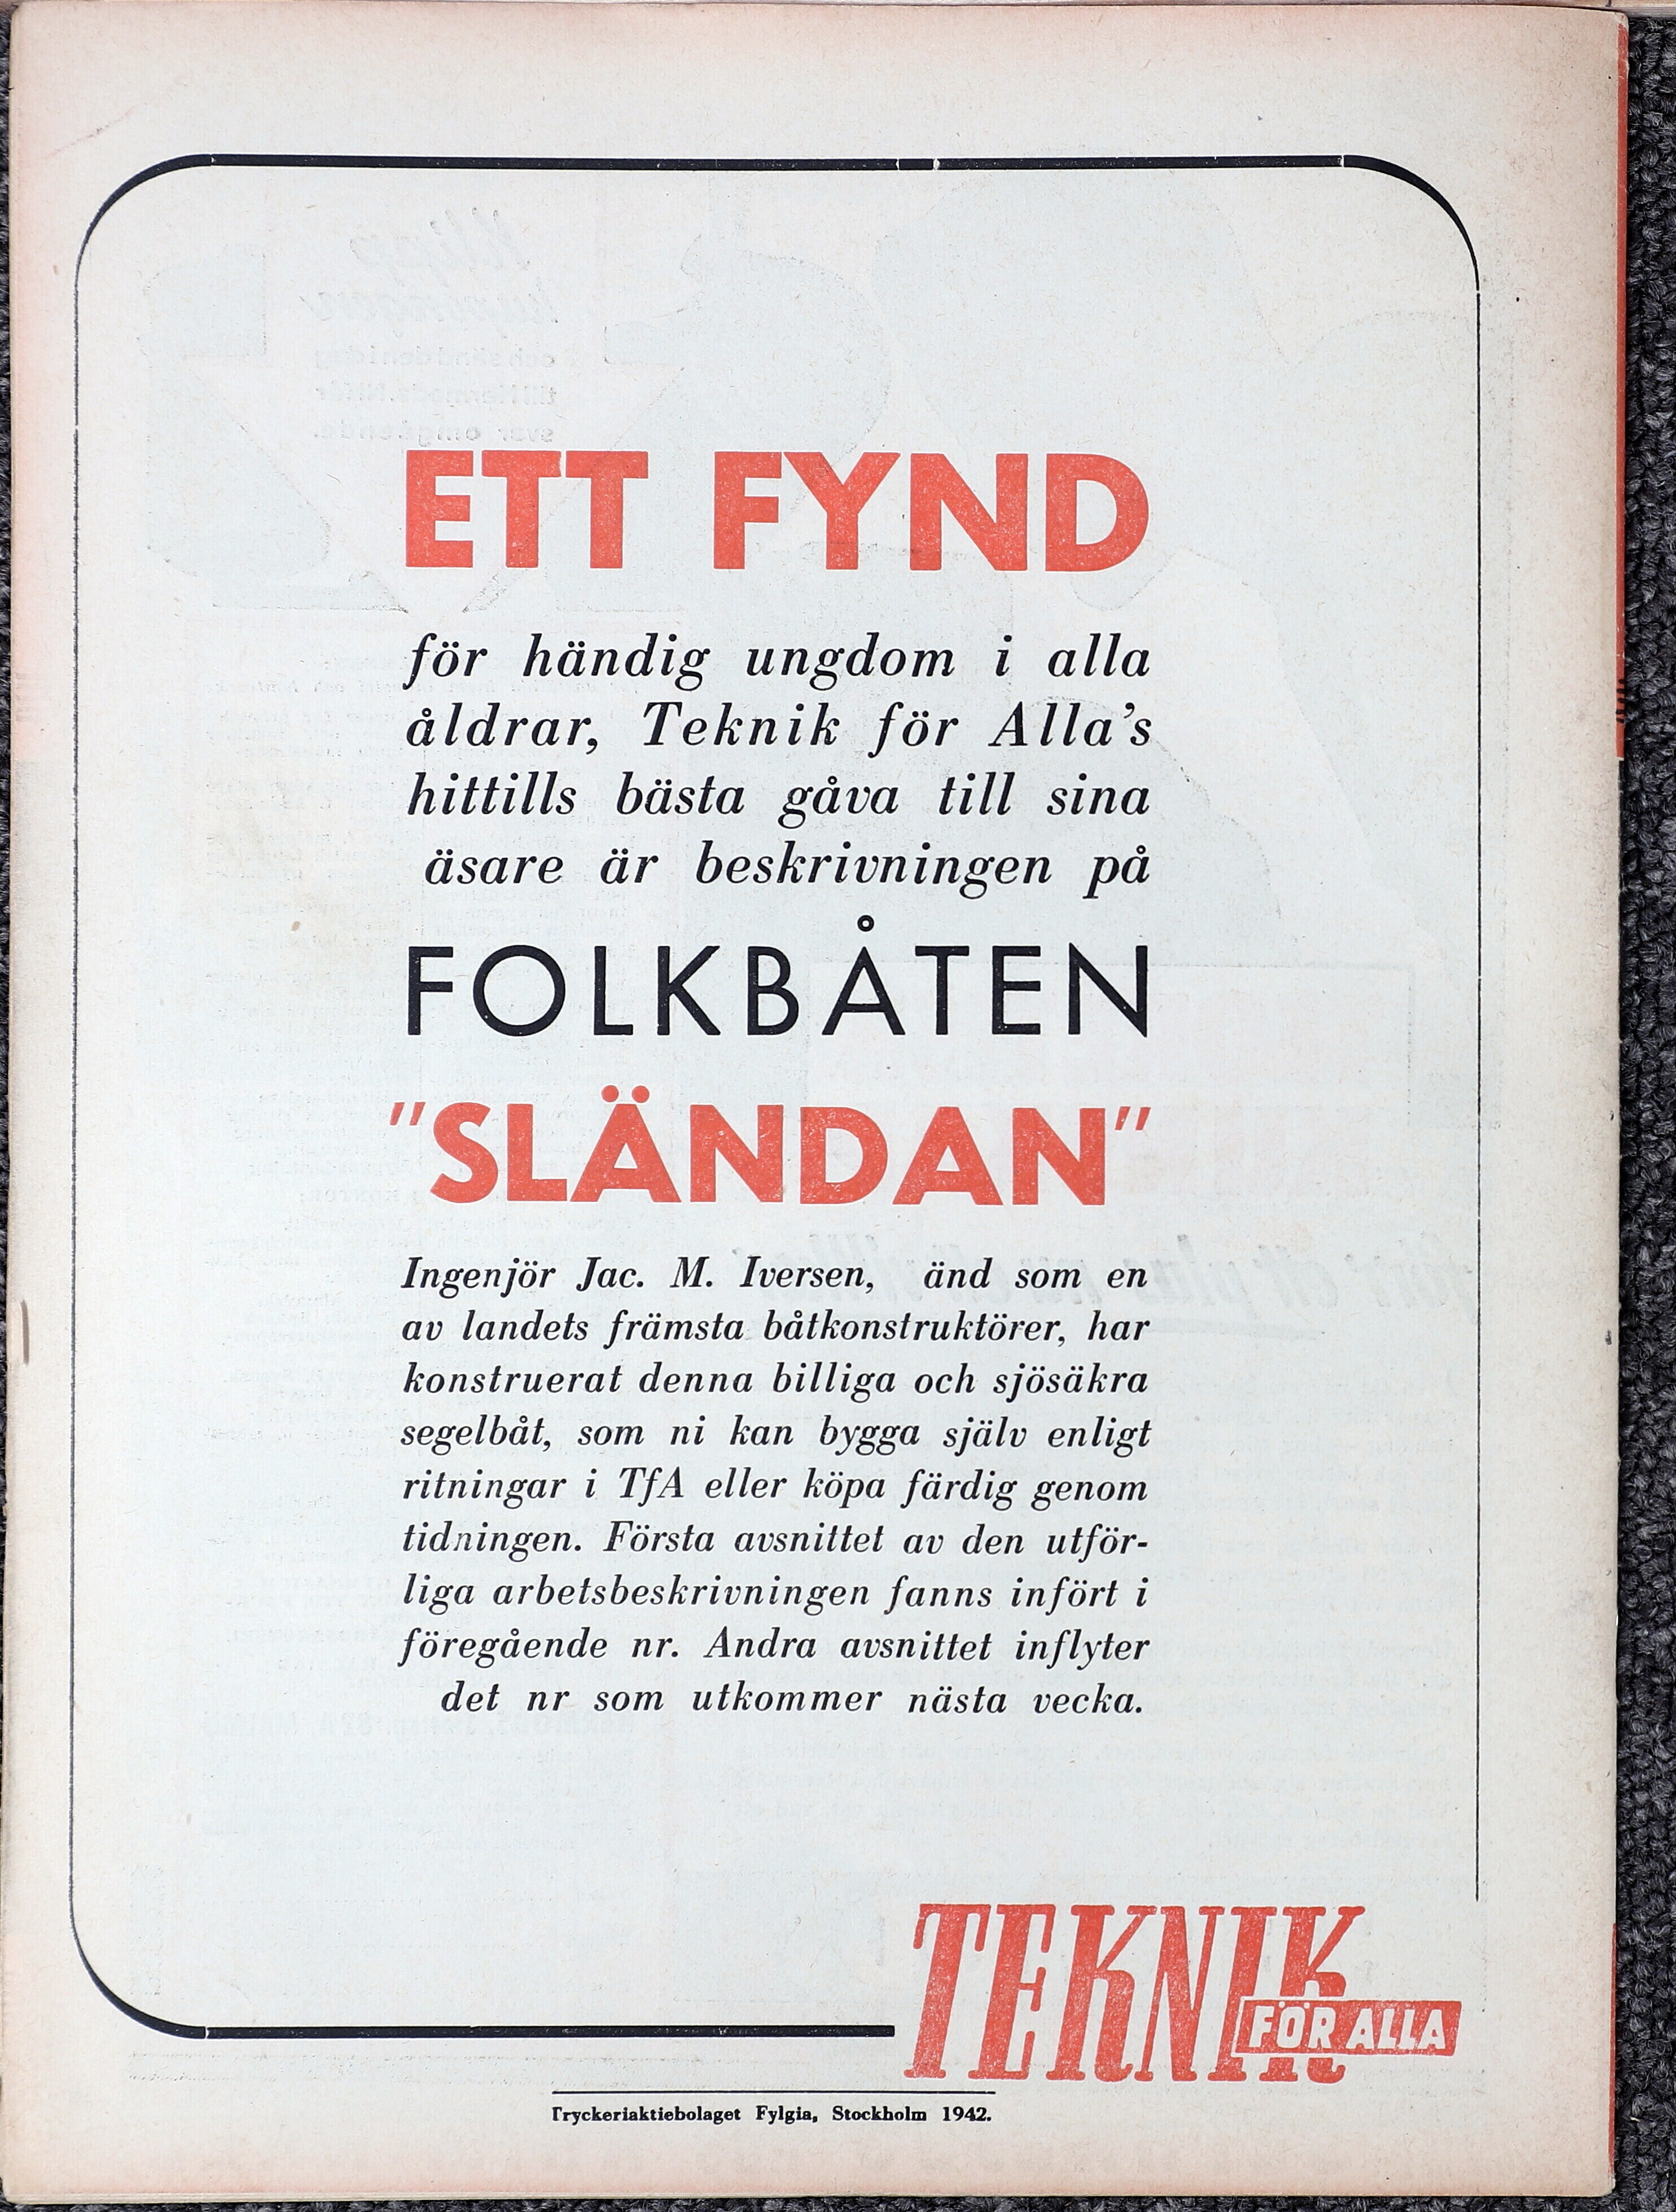 ETT FYND
för händig ungdom i alla
åldrar, Teknik för Alla's
hittills bästa gåva till sina
äsare är beskrivningen på
FOLKBÅTEN
"SLÄNDAN"
Ingenjör Jac. M. Iversen, änd som en
av landets främsta båtkonstruktörer, har
konstruerat denna billiga och sjösäkra
segelbåt, som ni kan bygga själv enligt
ritningar i TfA eller köpa färdig genom
tidningen. Första avsnittet av den utför-
liga arbetsbeskrivningen fanns infört i
föregående nr. Andra avsnittet inflyter
det nr som utkommer nästa vecka.
TEKNIK
FÖR ALLA
Tryckeriaktiebolaget Fylgia, Stockholm 1942.